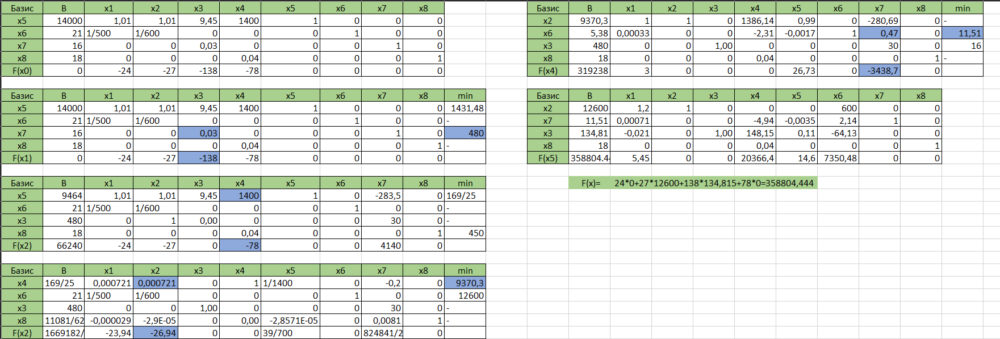 Базис B x1 x2 x3 x4 x5 x6 x7 x8
x5 14000 1,01 1,01 9,45 1400 1 0 0 0
x6 21 1/500 1/600 0 0 0 1 0 0
x7 16 0 0 0,03 0 0 0 1 0
x8 18 0 0 0 0,04 0 0 0 1
F(x0) 0 -24 -27 -138 -78 0 0 0 0
Базис B x1 x2 x3 x4 x5 x6 x7 x8 min
x5 14000 1,01 1,01 9,45 1400 1 0 0 0 1431,48
x6 21 1/500 1/600 0 0 0 1 0 0 -
x7 16 0 0 0,03 0 0 0 1 0 480
x8 18 0 0 0 0,04 0 0 0 1 -
F(x1) 0 -24 -27 -138 -78 0 0 0 0
Базис B x1 x2 x3 x4 x5 x6 x7 x8 min
x5 9464 1,01 1,01 9,45 1400 1 0 -283,5 0 169/25
x6 21 1/500 1/600 0 0 0 1 0 0 -
x3 480 0 1 0,00 0 0 0 30 0 -
x8 18 0 0 0 0,04 0 0 0 1 450
F(x2) 66240 -24 -27 0 -78 0 0 4140 0
Базис B x1 x2 x3 x4 x5 x6 x7 x8 min
x4 169/25 0,000721 0,000721 0 1 1/1400 0 -0,2 0 9370,3
x6 21 1/500 1/600 0 0 0 1 0 0 12600
x3 480 0 0 1,00 0 0 0 30 0 -
x8 11081/62 -0,000029 -2,9E-05 0 0,00 -2,8571E-05 0 0,0081 1 -
F(x2) 1669182/ -23,94 -26,94 0 0 39/700 0 824841/2 0
Базис B x1 x2 x3 x4 x5 x6 x7 x8 min
x2 9370,3 1 1 0 1386,14 0,99 0 -280,69 0 -
x6 5,38 0,00033 0 0 -2,31 -0,0017 1 0,47 0 11,51
x3 480 0 0 1,00 0 0 0 30 0 16
x8 18 0 0 0 0,04 0 0 0 1 -
F(x4) 319238 3 0 0 0 26,73 0 -3438,7 0
Базис B x1 x2 x3 x4 x5 x6 x7 x8
x2 12600 1,2 1 0 0 0 600 0 0
x7 11,51 0,00071 0 0 -4,94 -0,0035 2,14 1 0
x3 134,81 -0,021 0 1,00 148,15 0,11 -64,13 0 0
x8 18 0 0 0 0,04 0 0 0 1
F(x5) 358804.4 5,45 0 0 20366,4 14,6 7350,48 0 0
F(x)= 24*0+27*12600+138*134,815+78*0=358804,444